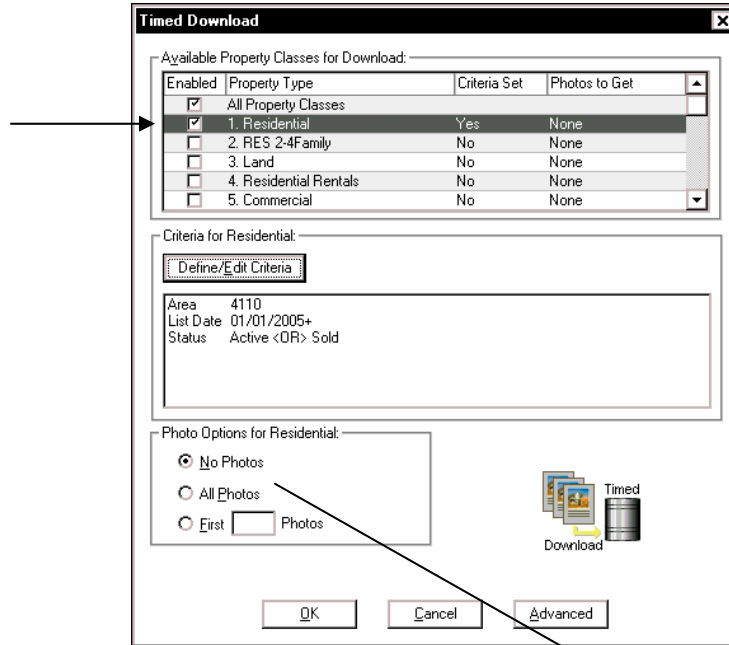 Timed Download
Available Property Classes for Download:
Enabled Property Type Criteria Set Photos to Get
All Property Classes
1. Residential Yes None
2. RES 2-4Family No None
3. Land No None
4. Residential Rentals No None
5. Commercial No None
Criteria for Residential:
Define/Edit Criteria
Area 4110
List Date 01/01/2005+
Status Active <OR> Sold
Photo Options for Residential:
No Photos
All Photos
First Photos
Timed
Download
OK Cancel Advanced